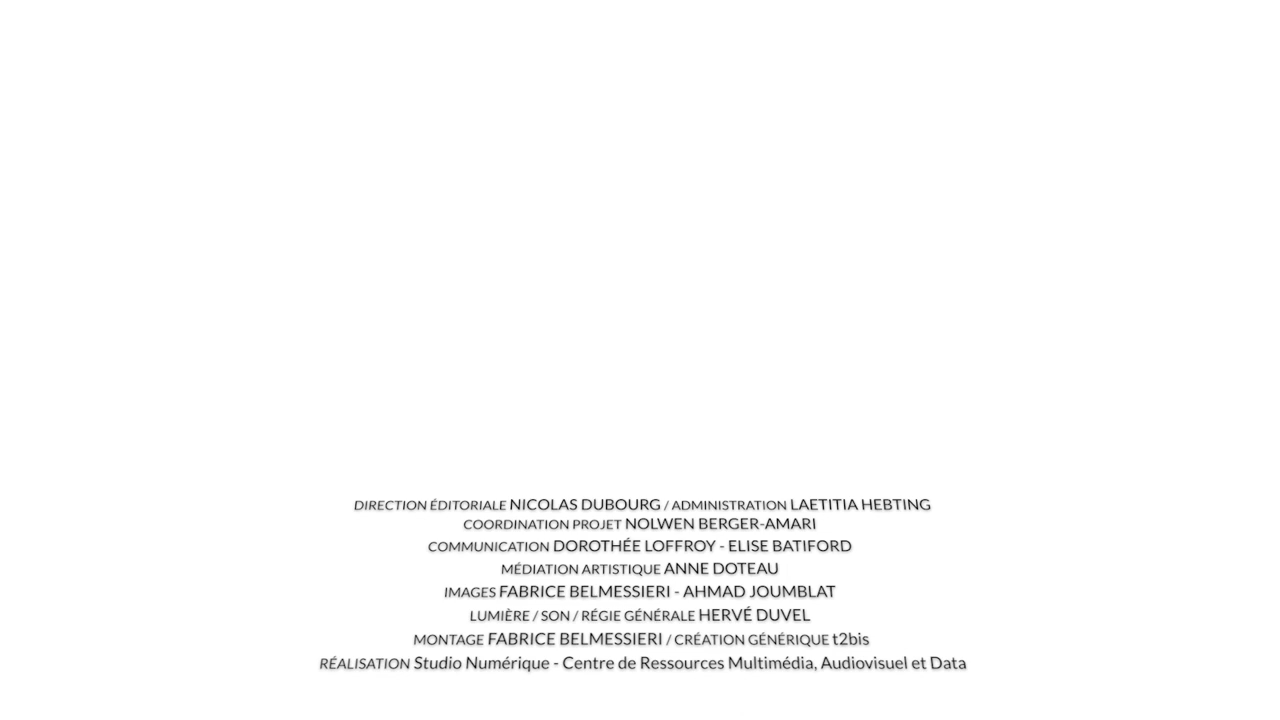 DIRECTION ÉDITORIALE NICOLAS DUBOURG / ADMINISTRATION LAETITIA HEBTING
COORDINATION PROJET NOLWEN BERGER-AMARI
COMMUNICATION DOROTHÉE LOFFROY - ELISE BATIFORD
MÉDIATION ARTISTIQUE ANNE DOTEAU
IMAGES FABRICE BELMESSIERI - AHMAD JOUMBLAT
LUMIÈRE / SON / RÉGIE GÉNÉRALE HERVÉ DUVEL
MONTAGE FABRICE BELMESSIERI / CRÉATION GÉNÉRIQUE t2bis
RÉALISATION Studio Numérique - Centre de Ressources Multimédia, Audiovisuel et Data